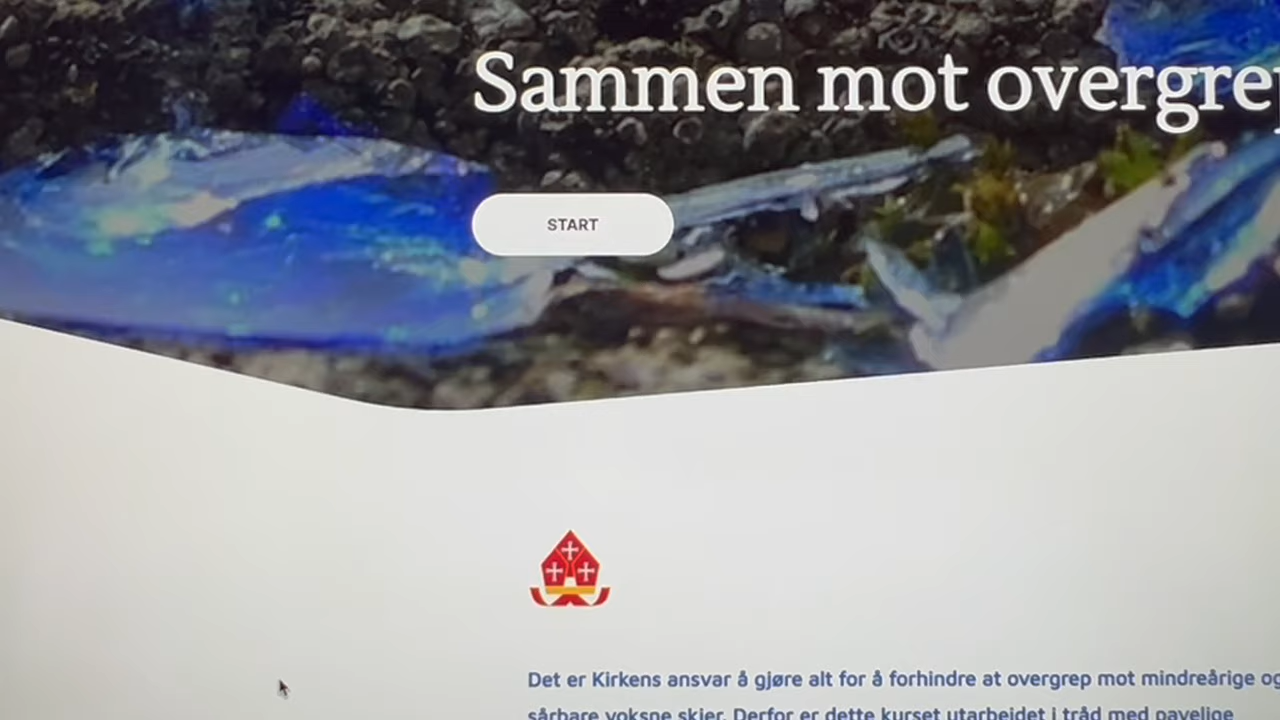 Sammen mot overgrep
START
Det er Kirkens ansvar å gjøre alt for å forhindre at overgrep mot mindreårige og
sårbare voksne skjer. Derfor er dette kurset utarbeidet i tråd med pavelige